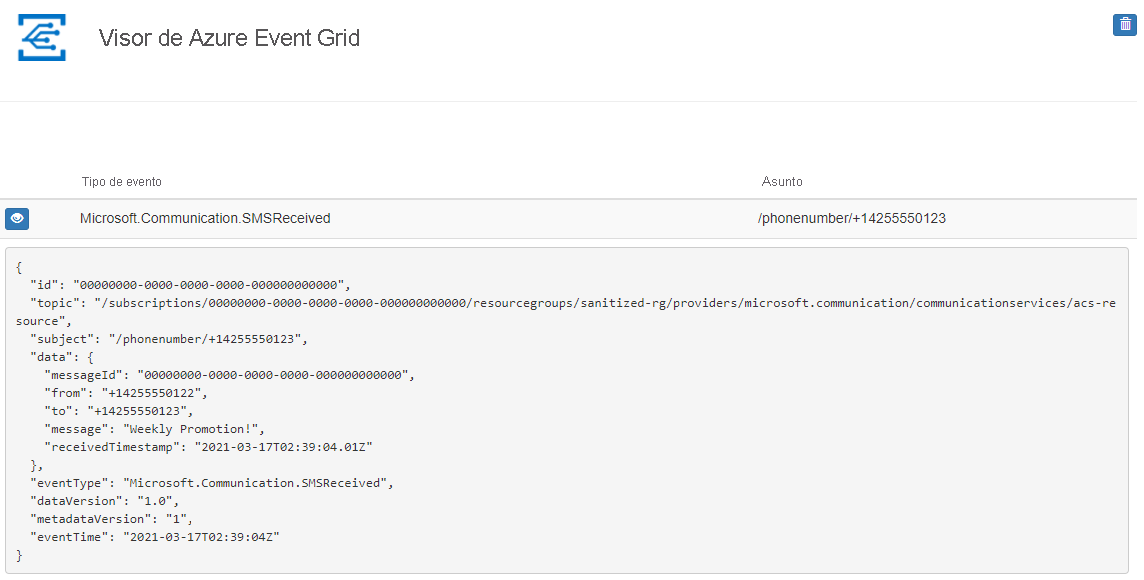 Visor de Azure Event Grid
Tipo de evento Asunto
Microsoft.Communication.SMSReceived /phonenumber/+14255550123
{
  "id": "00000000-0000-0000-0000-000000000000",
  "topic": "/subscriptions/00000000-0000-0000-0000-000000000000/resourcegroups/sanitized-rg/providers/microsoft.communication/communicationservices/acs-re
source",
  "subject": "/phonenumber/+14255550123",
  "data": {
    "messageId": "00000000-0000-0000-0000-000000000000",
    "from": "+14255550122",
    "to": "+14255550123",
    "message": "Weekly Promotion!",
    "receivedTimestamp": "2021-03-17T02:39:04.01Z"
  },
  "eventType": "Microsoft.Communication.SMSReceived",
  "dataVersion": "1.0",
  "metadataVersion": "1",
  "eventTime": "2021-03-17T02:39:04Z"
}